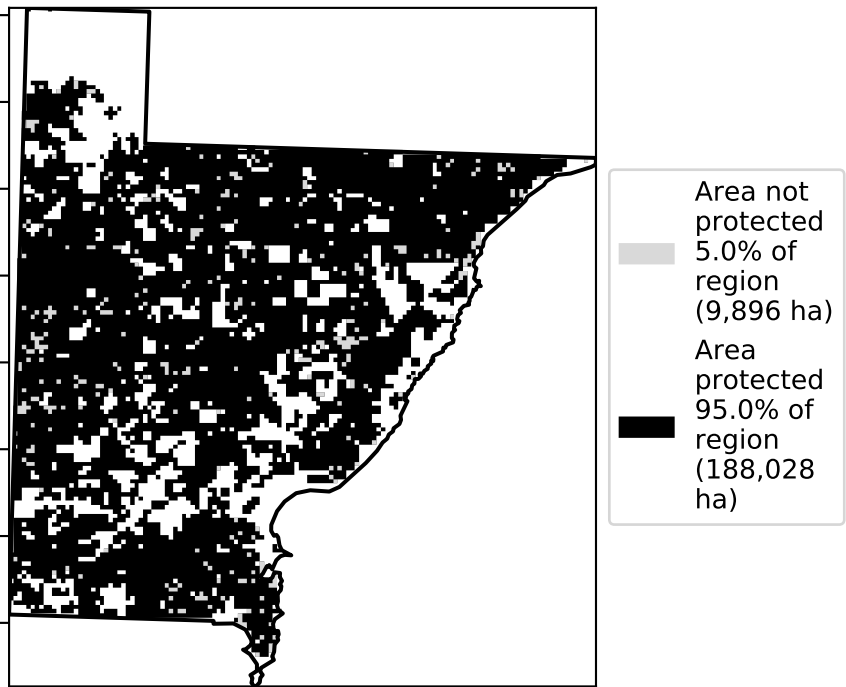 Area not
protected
5.0% of
region
(9,896 ha)
Area
protected
95.0% of
region
(188,028
ha)